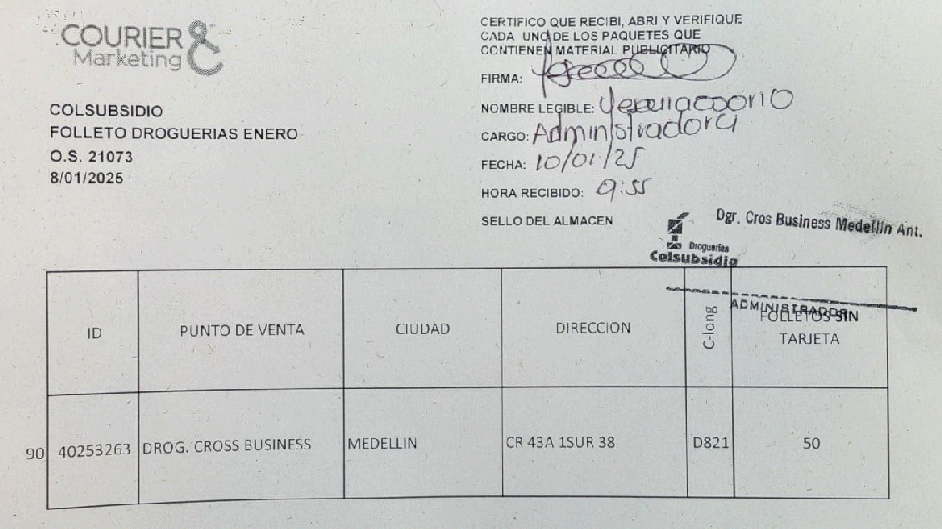 COURIER &
Marketing
COLSUBSIDIO
FOLLETO DROGUERIAS ENERO
O.S. 21073
8/01/2025
CERTIFICO QUE RECIBI, ABRI Y VERIFIQUE
CADA UNO DE LOS PAQUETES QUE
CONTIENEN MATERIAL PUBLICITARIO
FIRMA:
NOMBRE LEGIBLE:
CARGO: Administradora
FECHA: 10/01/25
HORA RECIBIDO: 9:55
SELLO DEL ALMACEN
Dgr. Cros Business Medellin Ant.
Droguerías
Colsubsidio
ADMINISTRADOR
ID PUNTO DE VENTA CIUDAD DIRECCION C-long FOLLETOS SIN
TARJETA
90 40253263 DROG. CROSS BUSINESS MEDELLIN CR 43A 1SUR 38 D821 50